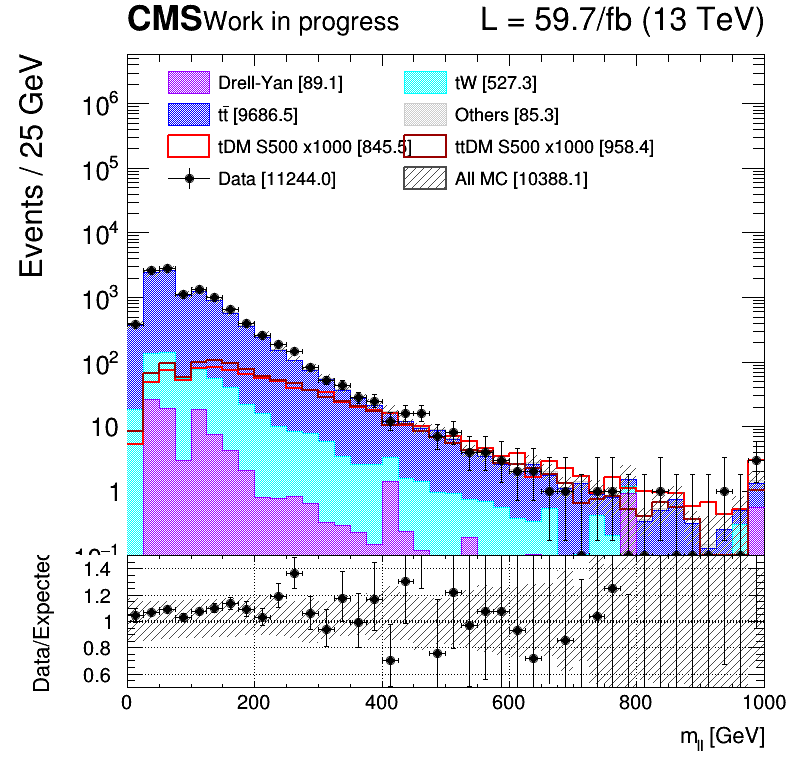 CMS Work in progress L = 59.7/fb (13 TeV)
Events / 25 GeV
Drell-Yan [89.1] tW [527.3]
tt̄ [9686.5] Others [85.3]
tDM S500 x1000 [845.5] ttDM S500 x1000 [958.4]
Data [11244.0] All MC [10388.1]
10⁶
10⁵
10⁴
10³
10²
10
1
10⁻¹
Data/Expected
1.4
1.2
1
0.8
0.6
0 200 400 600 800 1000
m_ll [GeV]